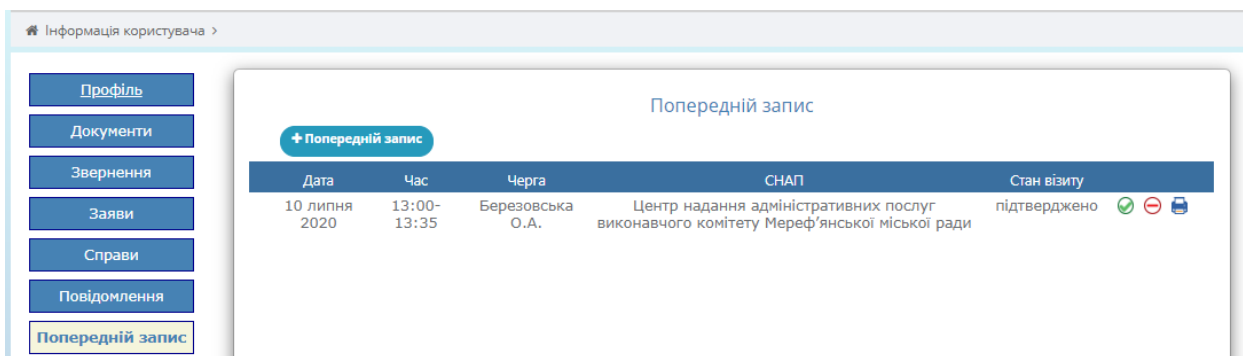 Інформація користувача >
Профіль
Документи
Звернення
Заяви
Справи
Повідомлення
Попередній запис
Попередній запис
+ Попередній запис
Дата Час Черга СНАП Стан візиту
10 липня 13:00- Березовська Центр надання адміністративних послуг підтверджено
2020 13:35 О.А. виконавчого комітету Мереф’янської міської ради